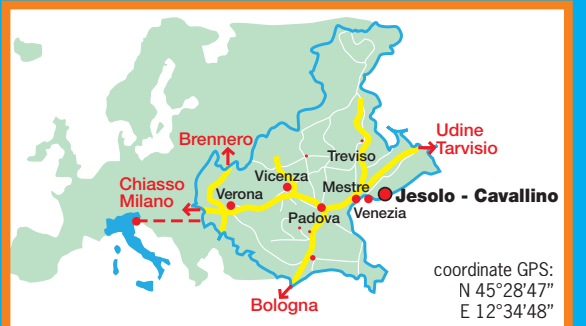 Brennero
Udine
Tarvisio
Treviso
Vicenza
Chiasso
Milano
Verona
Mestre
Jesolo - Cavallino
Padova
Venezia
coordinate GPS:
N 45°28'47”
E 12°34'48”
Bologna